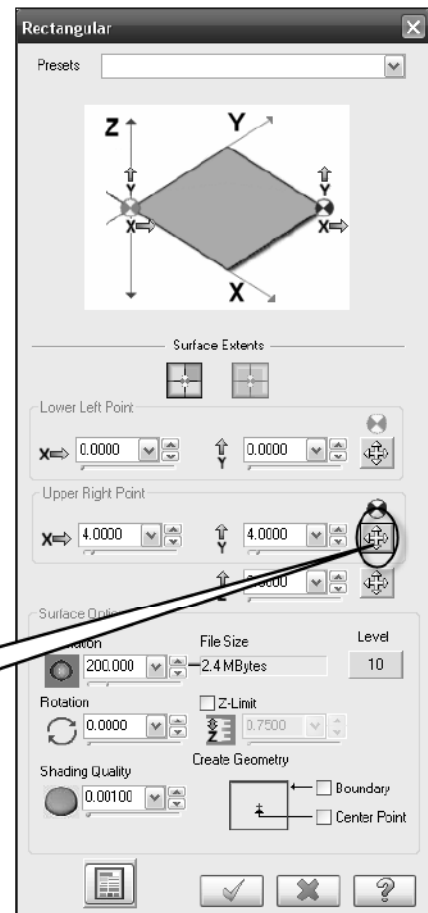 Rectangular
Presets
Z Y
Y Y
X X
X
Surface Extents
Lower Left Point
X 0.0000 Y 0.0000
Upper Right Point
X 4.0000 Y 4.0000
Surface
File Size Level
200.000 2.4 MBytes 10
Rotation Z-Limit
0.0000 Z 0.7500
Create Geometry
Shading Quality
0.00100 Boundary
Center Point
?